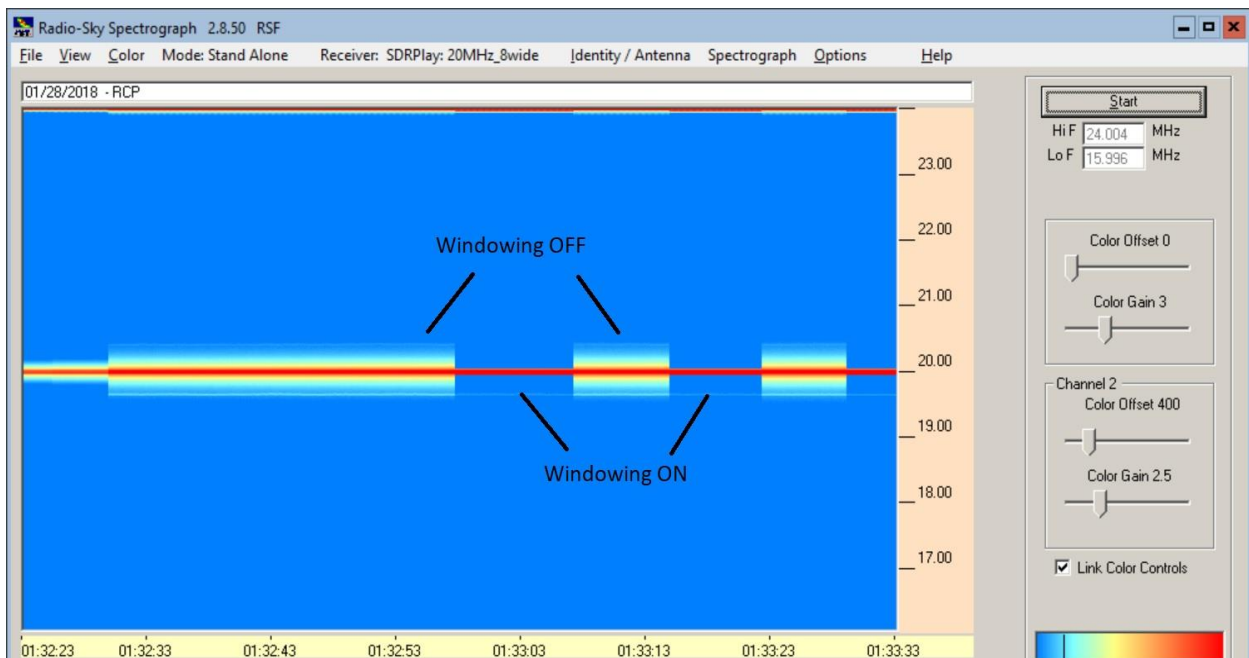 Radio-Sky Spectrograph 2.8.50 RSF
File View Color Mode: Stand Alone Receiver: SDRPlay: 20MHz_8wide Identity / Antenna Spectrograph Options Help
01/28/2018 - RCP
Start
Hi F 24.004 MHz
Lo F 15.996 MHz
23.00
22.00
21.00
20.00
19.00
18.00
17.00
Windowing OFF
Windowing ON
Color Offset 0
Color Gain 3
Channel 2
Color Offset 400
Color Gain 2.5
Link Color Controls
01:32:23 01:32:33 01:32:43 01:32:53 01:33:03 01:33:13 01:33:23 01:33:33